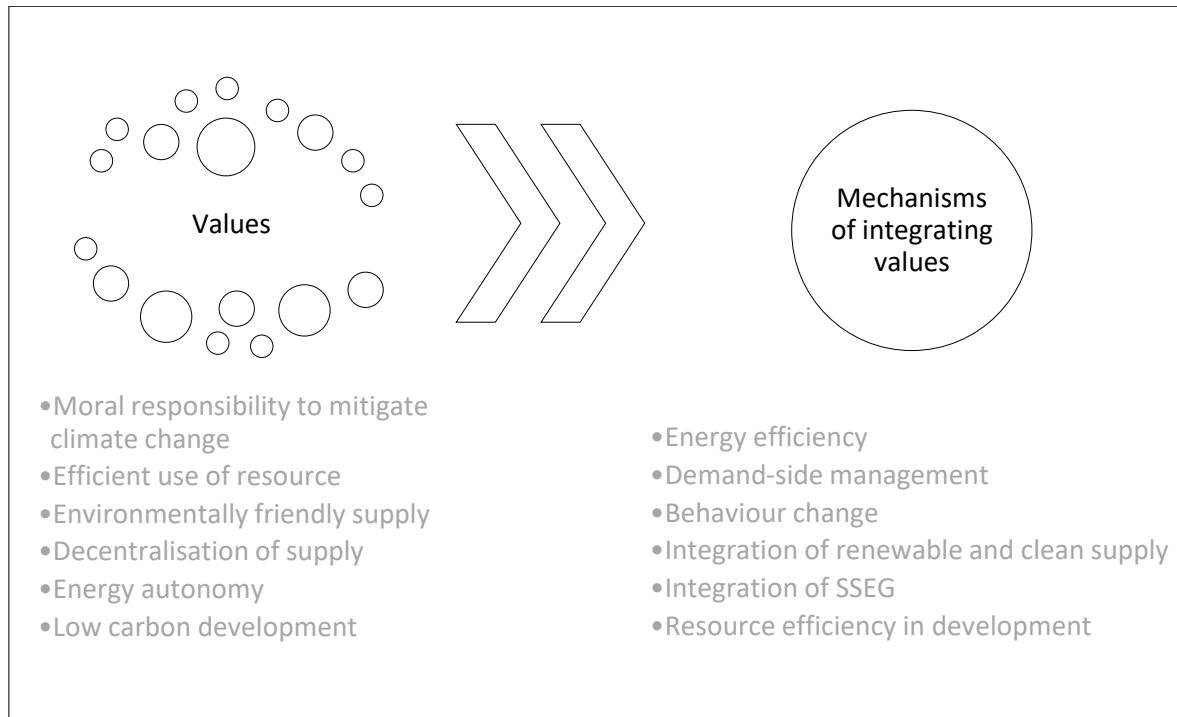 Values
Mechanisms
of integrating
values
•Moral responsibility to mitigate
climate change
•Efficient use of resource
•Environmentally friendly supply
•Decentralisation of supply
•Energy autonomy
•Low carbon development
•Energy efficiency
•Demand-side management
•Behaviour change
•Integration of renewable and clean supply
•Integration of SSEG
•Resource efficiency in development